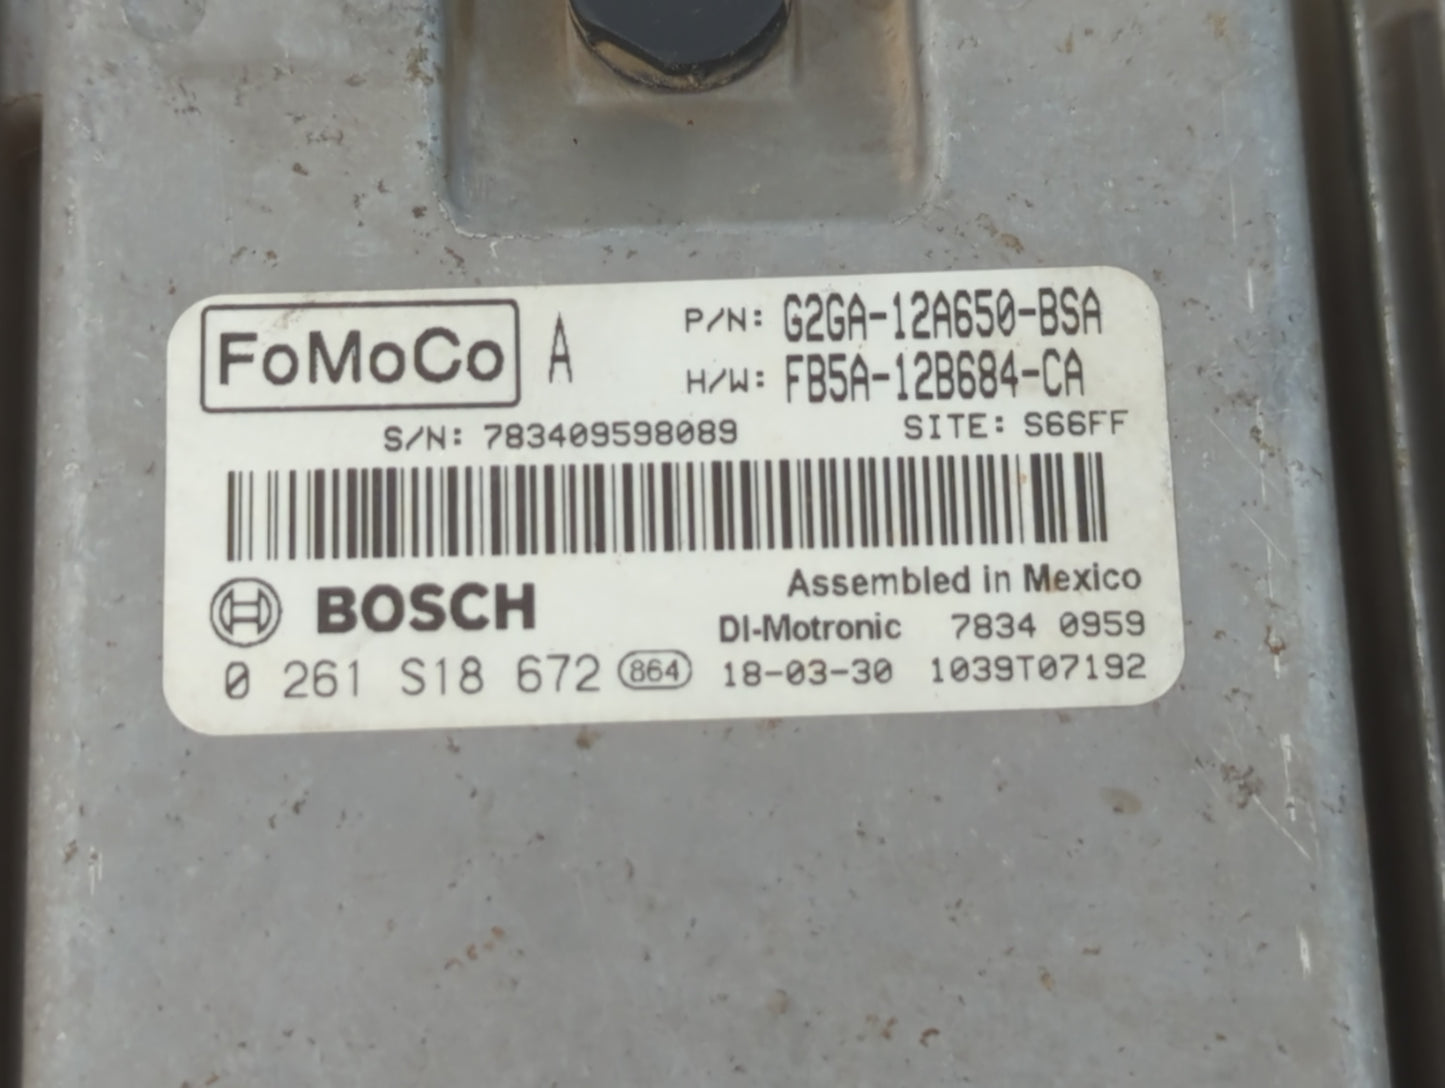 FoMoCo A P/N: G2GA-12A650-BSA
H/W: FB5A-12B684-CA
S/N: 783409598089 SITE: S66FF
BOSCH Assembled in Mexico
DI-Motronic 7834 0959
0 261 S18 672 864 18-03-30 1039T07192